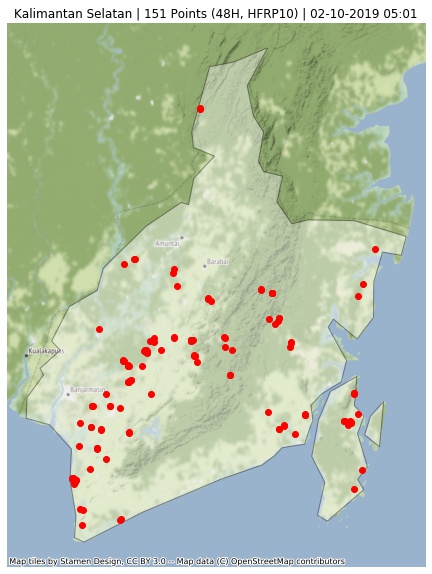 Kalimantan Selatan | 151 Points (48H, HFRP10) | 02-10-2019 05:01
Amuntai
Barabai
Kualakapuas
Banjarmasin
Map tiles by Stamen Design, CC BY 3.0 -- Map data (C) OpenStreetMap contributors